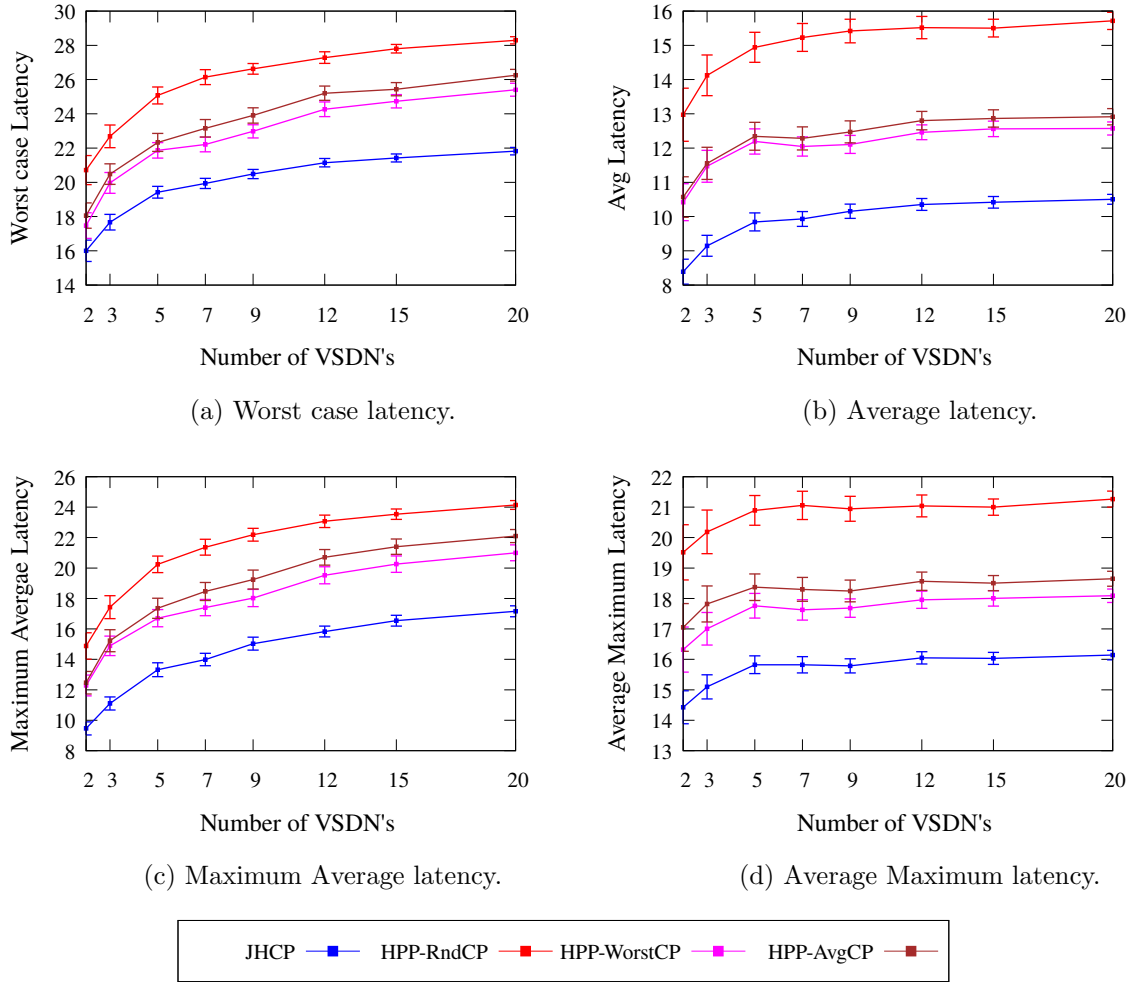 30
28
26
24
22
20
18
16
14
Worst case Latency
2 3 5 7 9 12 15 20
Number of VSDN's
(a) Worst case latency.
16
15
14
13
12
11
10
9
8
Avg Latency
2 3 5 7 9 12 15 20
Number of VSDN's
(b) Average latency.
26
24
22
20
18
16
14
12
10
8
Maximum Avergae Latency
2 3 5 7 9 12 15 20
Number of VSDN's
(c) Maximum Average latency.
22
21
20
19
18
17
16
15
14
13
Average Maximum Latency
2 3 5 7 9 12 15 20
Number of VSDN's
(d) Average Maximum latency.
JHCP HPP-RndCP HPP-WorstCP HPP-AvgCP